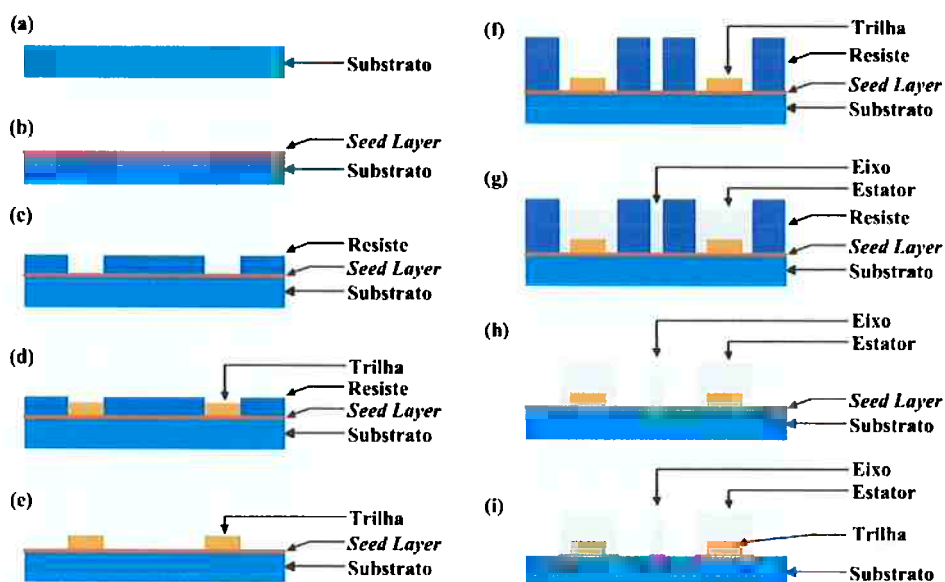 (a)
Substrato
(b)
Seed Layer
Substrato
(c)
Resiste
Seed Layer
Substrato
(d)
Trilha
Resiste
Seed Layer
Substrato
(e)
Trilha
Seed Layer
Substrato
(f)
Trilha
Resiste
Seed Layer
Substrato
(g)
Eixo
Estator
Resiste
Seed Layer
Substrato
(h)
Eixo
Estator
Seed Layer
Substrato
(i)
Eixo
Estator
Trilha
Substrato